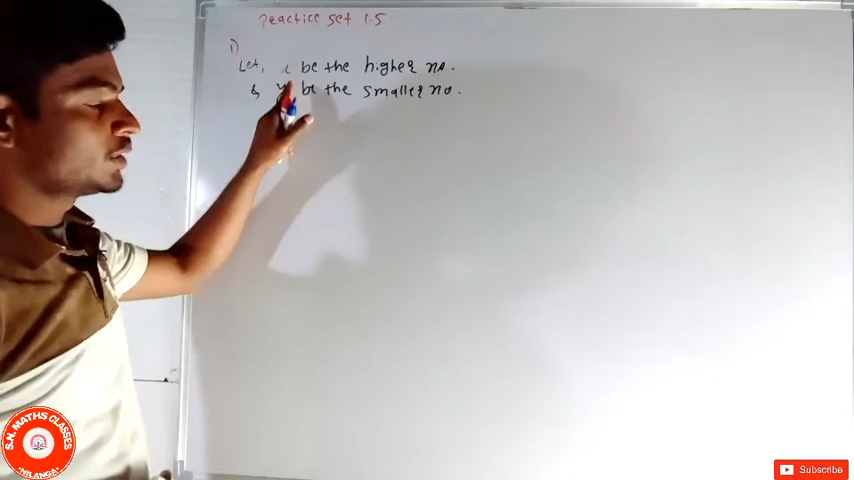 Practice set 1.5.
1)
Let, x be the higher no.
& y be the smaller no.
S.N. MATHS CLASSES
NILANGA
Subscribe